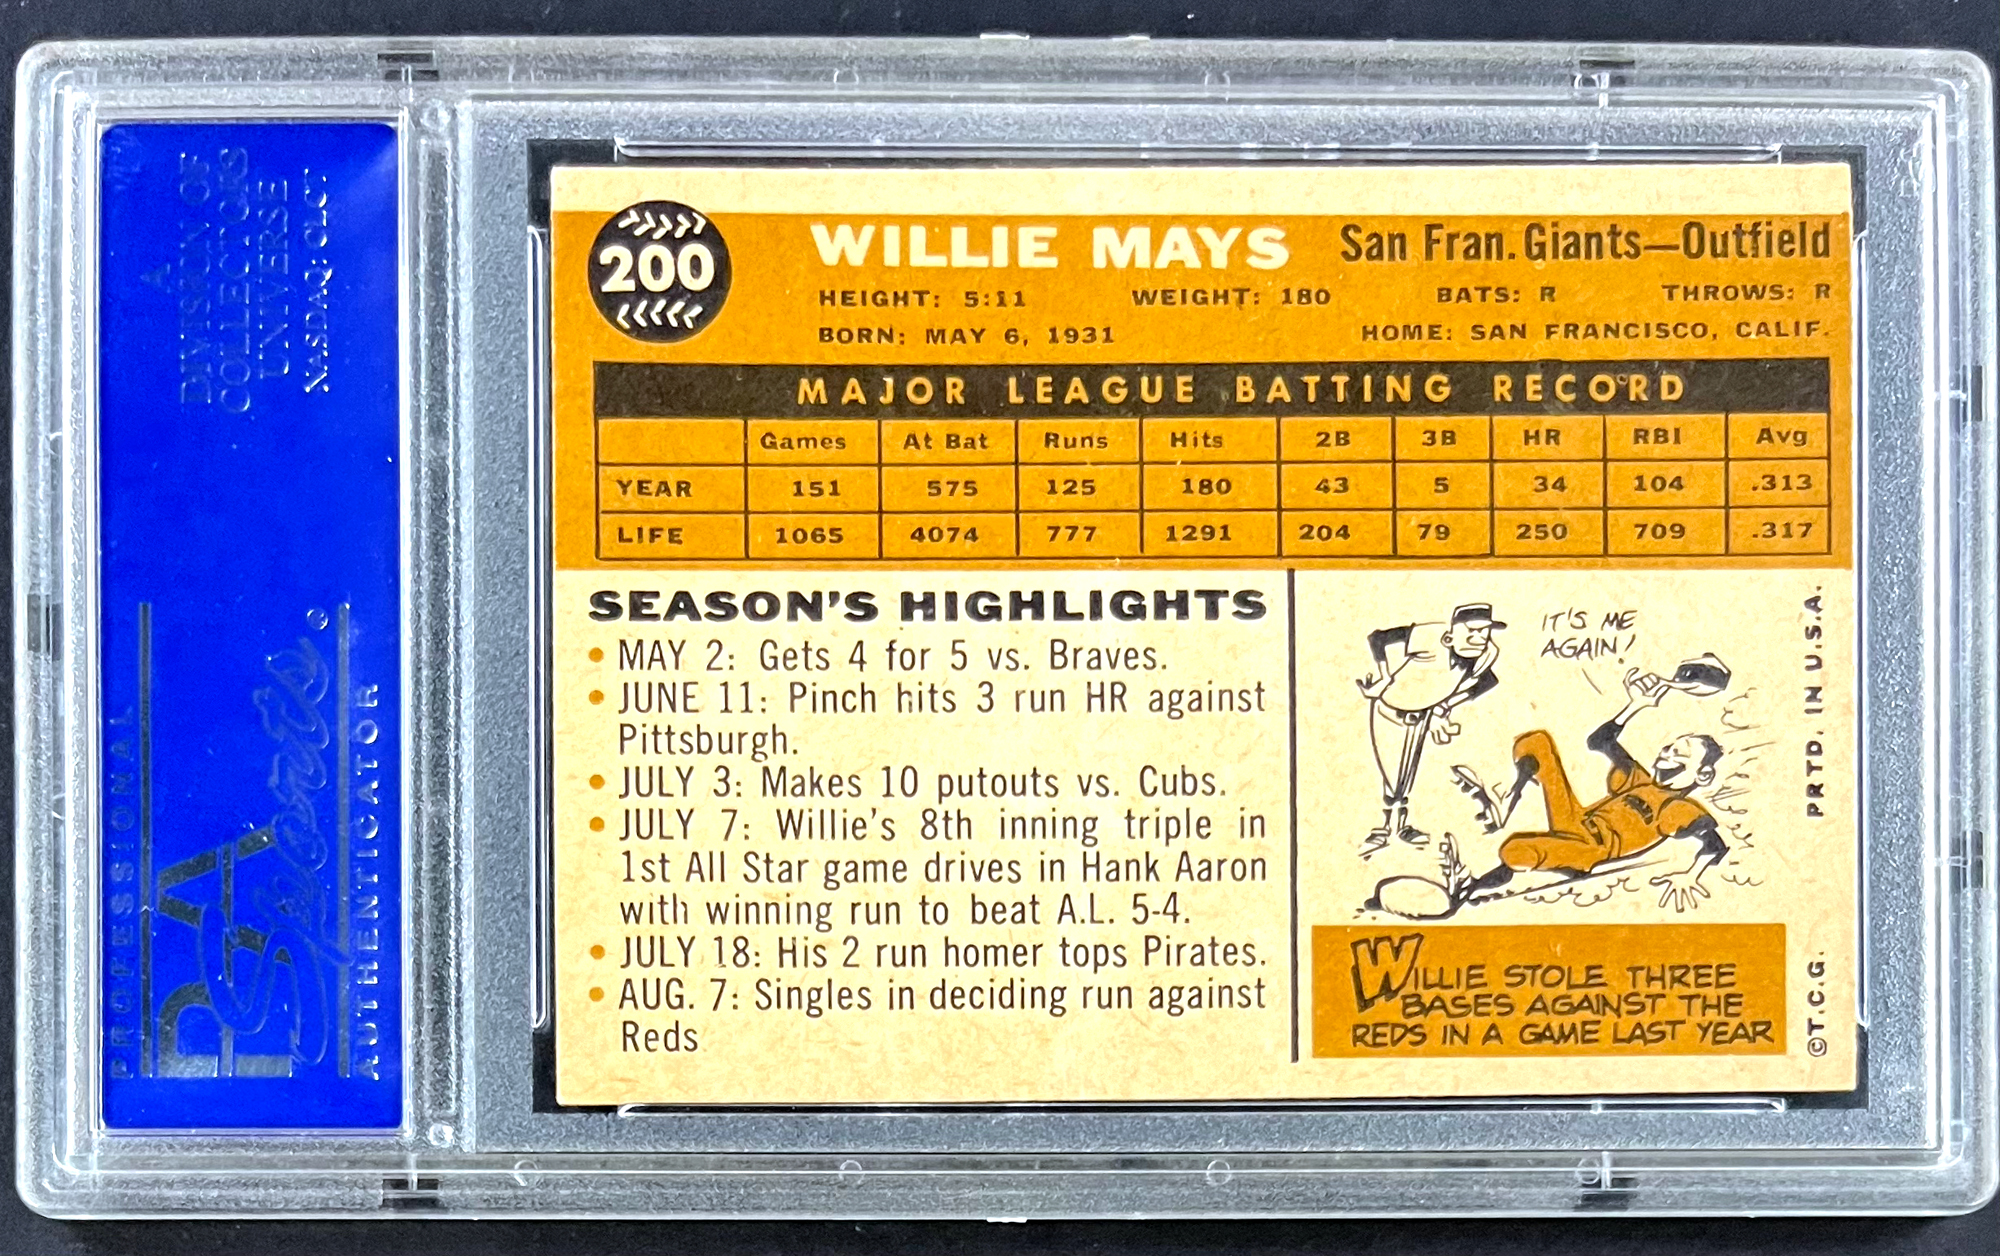 A
DIVISION OF
COLLECTORS
UNIVERSE
NASDAQ: CLCT
PROFESSIONAL
PSA
Sports®
AUTHENTICATOR
200
WILLIE MAYS
San Fran. Giants—Outfield
HEIGHT: 5:11 WEIGHT: 180 BATS: R THROWS: R
BORN: MAY 6, 1931 HOME: SAN FRANCISCO, CALIF.
MAJOR LEAGUE BATTING RECORD
Games At Bat Runs Hits 2B 3B HR RBI Avg
YEAR 151 575 125 180 43 5 34 104 .313
LIFE 1065 4074 777 1291 204 79 250 709 .317
SEASON'S HIGHLIGHTS
• MAY 2: Gets 4 for 5 vs. Braves.
• JUNE 11: Pinch hits 3 run HR against
Pittsburgh.
• JULY 3: Makes 10 putouts vs. Cubs.
• JULY 7: Willie's 8th inning triple in
1st All Star game drives in Hank Aaron
with winning run to beat A.L. 5-4.
• JULY 18: His 2 run homer tops Pirates.
• AUG. 7: Singles in deciding run against
Reds
IT'S ME
AGAIN!
WILLIE STOLE THREE
BASES AGAINST THE
REDS IN A GAME LAST YEAR
©T.C.G. PRTD. IN U.S.A.